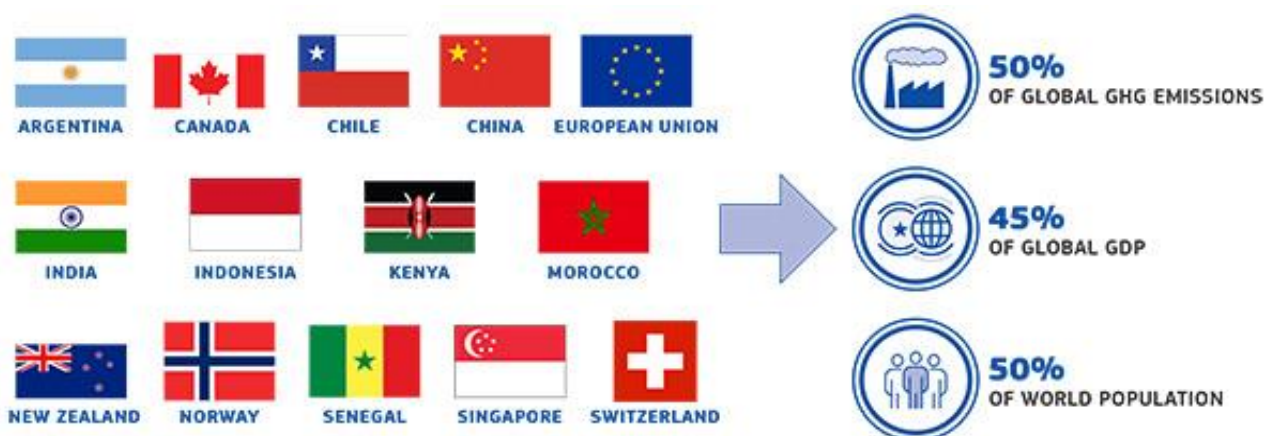 ARGENTINA
CANADA
CHILE
CHINA
EUROPEAN UNION
INDIA
INDONESIA
KENYA
MOROCCO
NEW ZEALAND
NORWAY
SENEGAL
SINGAPORE
SWITZERLAND
50%
OF GLOBAL GHG EMISSIONS
45%
OF GLOBAL GDP
50%
OF WORLD POPULATION